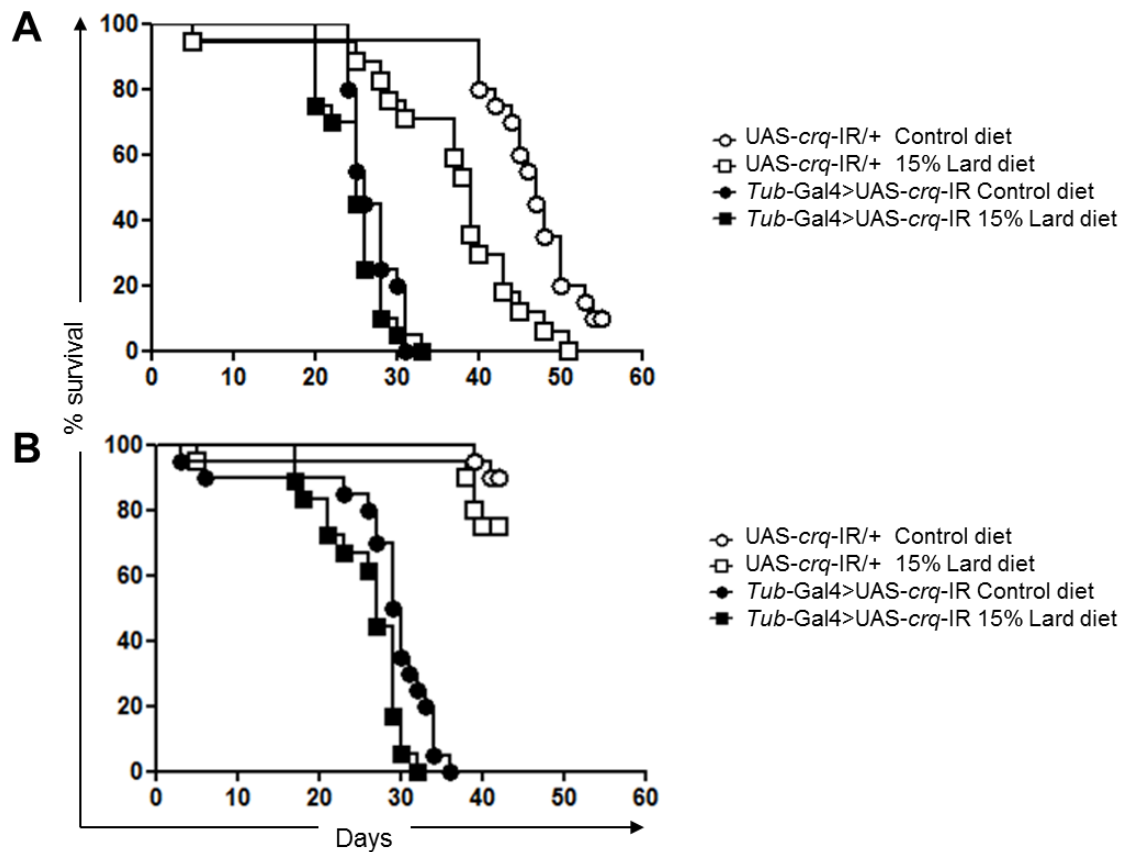 A
100
80
60
40
20
0
0 10 20 30 40 50 60
UAS-crq-IR/+ Control diet
UAS-crq-IR/+ 15% Lard diet
Tub-Gal4>UAS-crq-IR Control diet
Tub-Gal4>UAS-crq-IR 15% Lard diet
% survival
B
100
80
60
40
20
0
0 10 20 30 40 50 60
UAS-crq-IR/+ Control diet
UAS-crq-IR/+ 15% Lard diet
Tub-Gal4>UAS-crq-IR Control diet
Tub-Gal4>UAS-crq-IR 15% Lard diet
Days